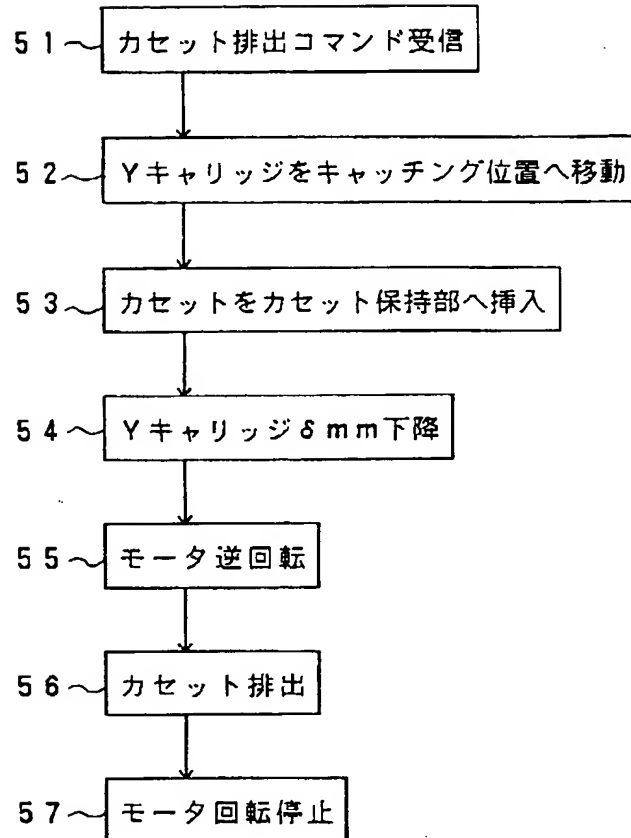 51 カセット排出コマンド受信
52 Yキャリッジをキャッチング位置へ移動
53 カセットをカセット保持部へ挿入
54 Yキャリッジδmm下降
55 モータ逆回転
56 カセット排出
57 モータ回転停止